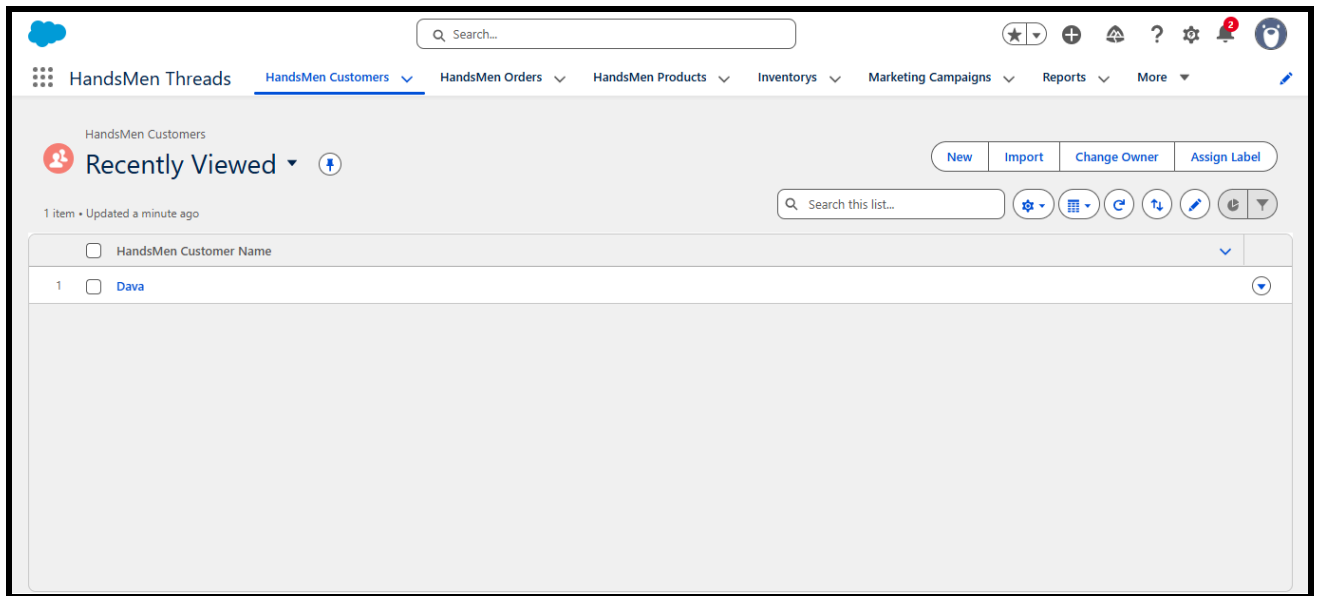 Search...
2
HandsMen Threads HandsMen Customers HandsMen Orders HandsMen Products Inventorys Marketing Campaigns Reports More
HandsMen Customers
Recently Viewed
New Import Change Owner Assign Label
1 item • Updated a minute ago
Search this list...
HandsMen Customer Name
1 Dava